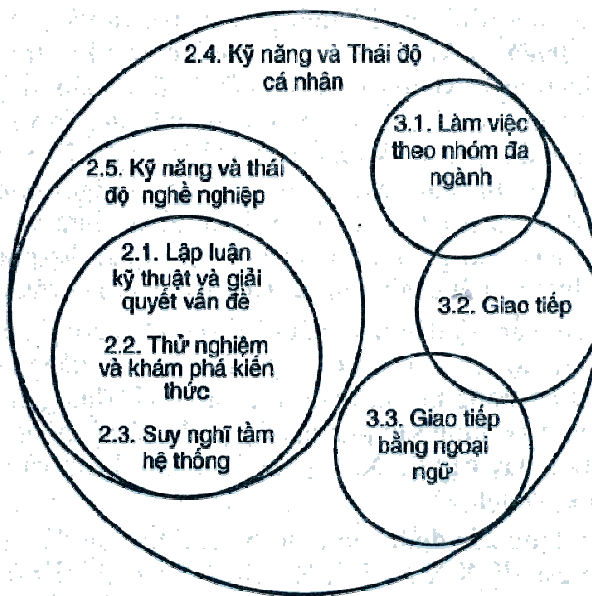 2.4. Kỹ năng và Thái độ
cá nhân
3.1. Làm việc
theo nhóm đa
ngành
2.5. Kỹ năng và thái
độ nghề nghiệp
2.1. Lập luận
kỹ thuật và giải
quyết vấn đề
2.2. Thử nghiệm
và khám phá kiến
thức
2.3. Suy nghĩ tầm
hệ thống
3.2. Giao tiếp
3.3. Giao tiếp
bằng ngoại
ngữ